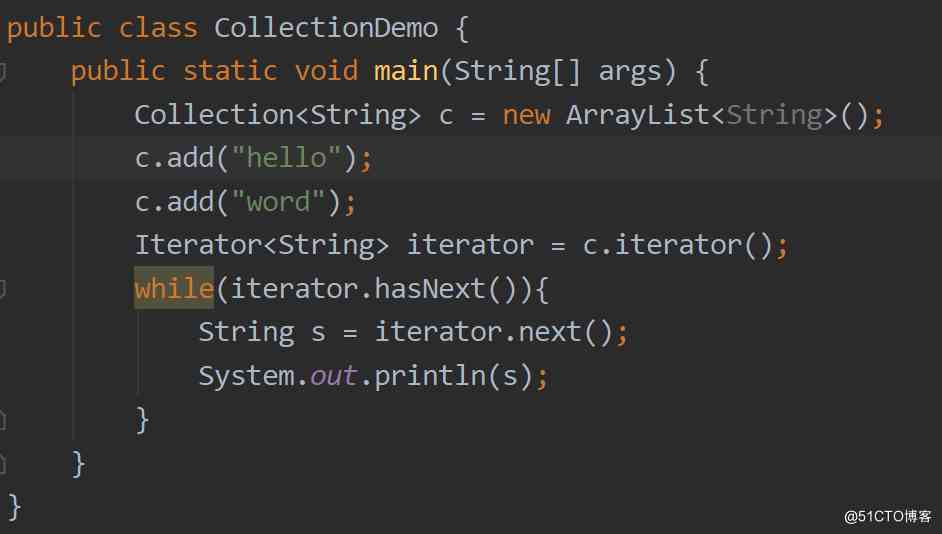 public class CollectionDemo {
    public static void main(String[] args) {
        Collection<String> c = new ArrayList<String>();
        c.add("hello");
        c.add("word");
        Iterator<String> iterator = c.iterator();
        while(iterator.hasNext()){
            String s = iterator.next();
            System.out.println(s);
        }
    }
}
@51CTO博客